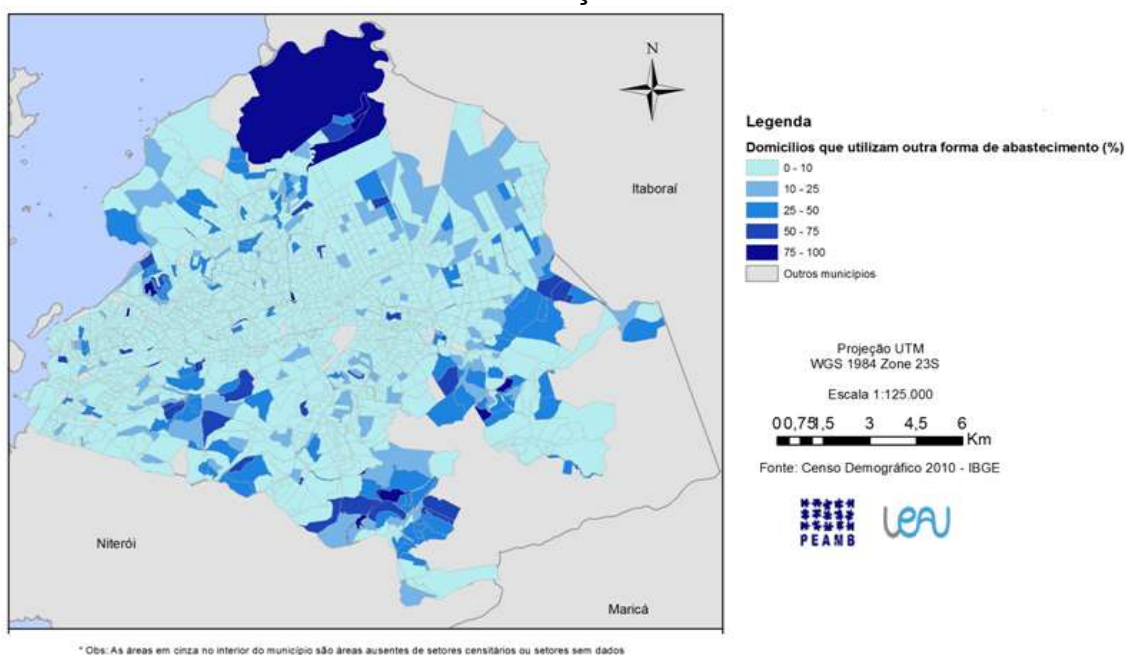 N
Itaboraí
Niterói
Maricá
Legenda
Domicílios que utilizam outra forma de abastecimento (%)
0 - 10
10 - 25
25 - 50
50 - 75
75 - 100
Outros municípios
Projeção UTM
WGS 1984 Zone 23S
Escala 1:125.000
0 0,75 1,5 3 4,5 6
Km
Fonte: Censo Demográfico 2010 - IBGE
PEAMB
* Obs: As áreas em cinza no interior do município são áreas ausentes de setores censitários ou setores sem dados